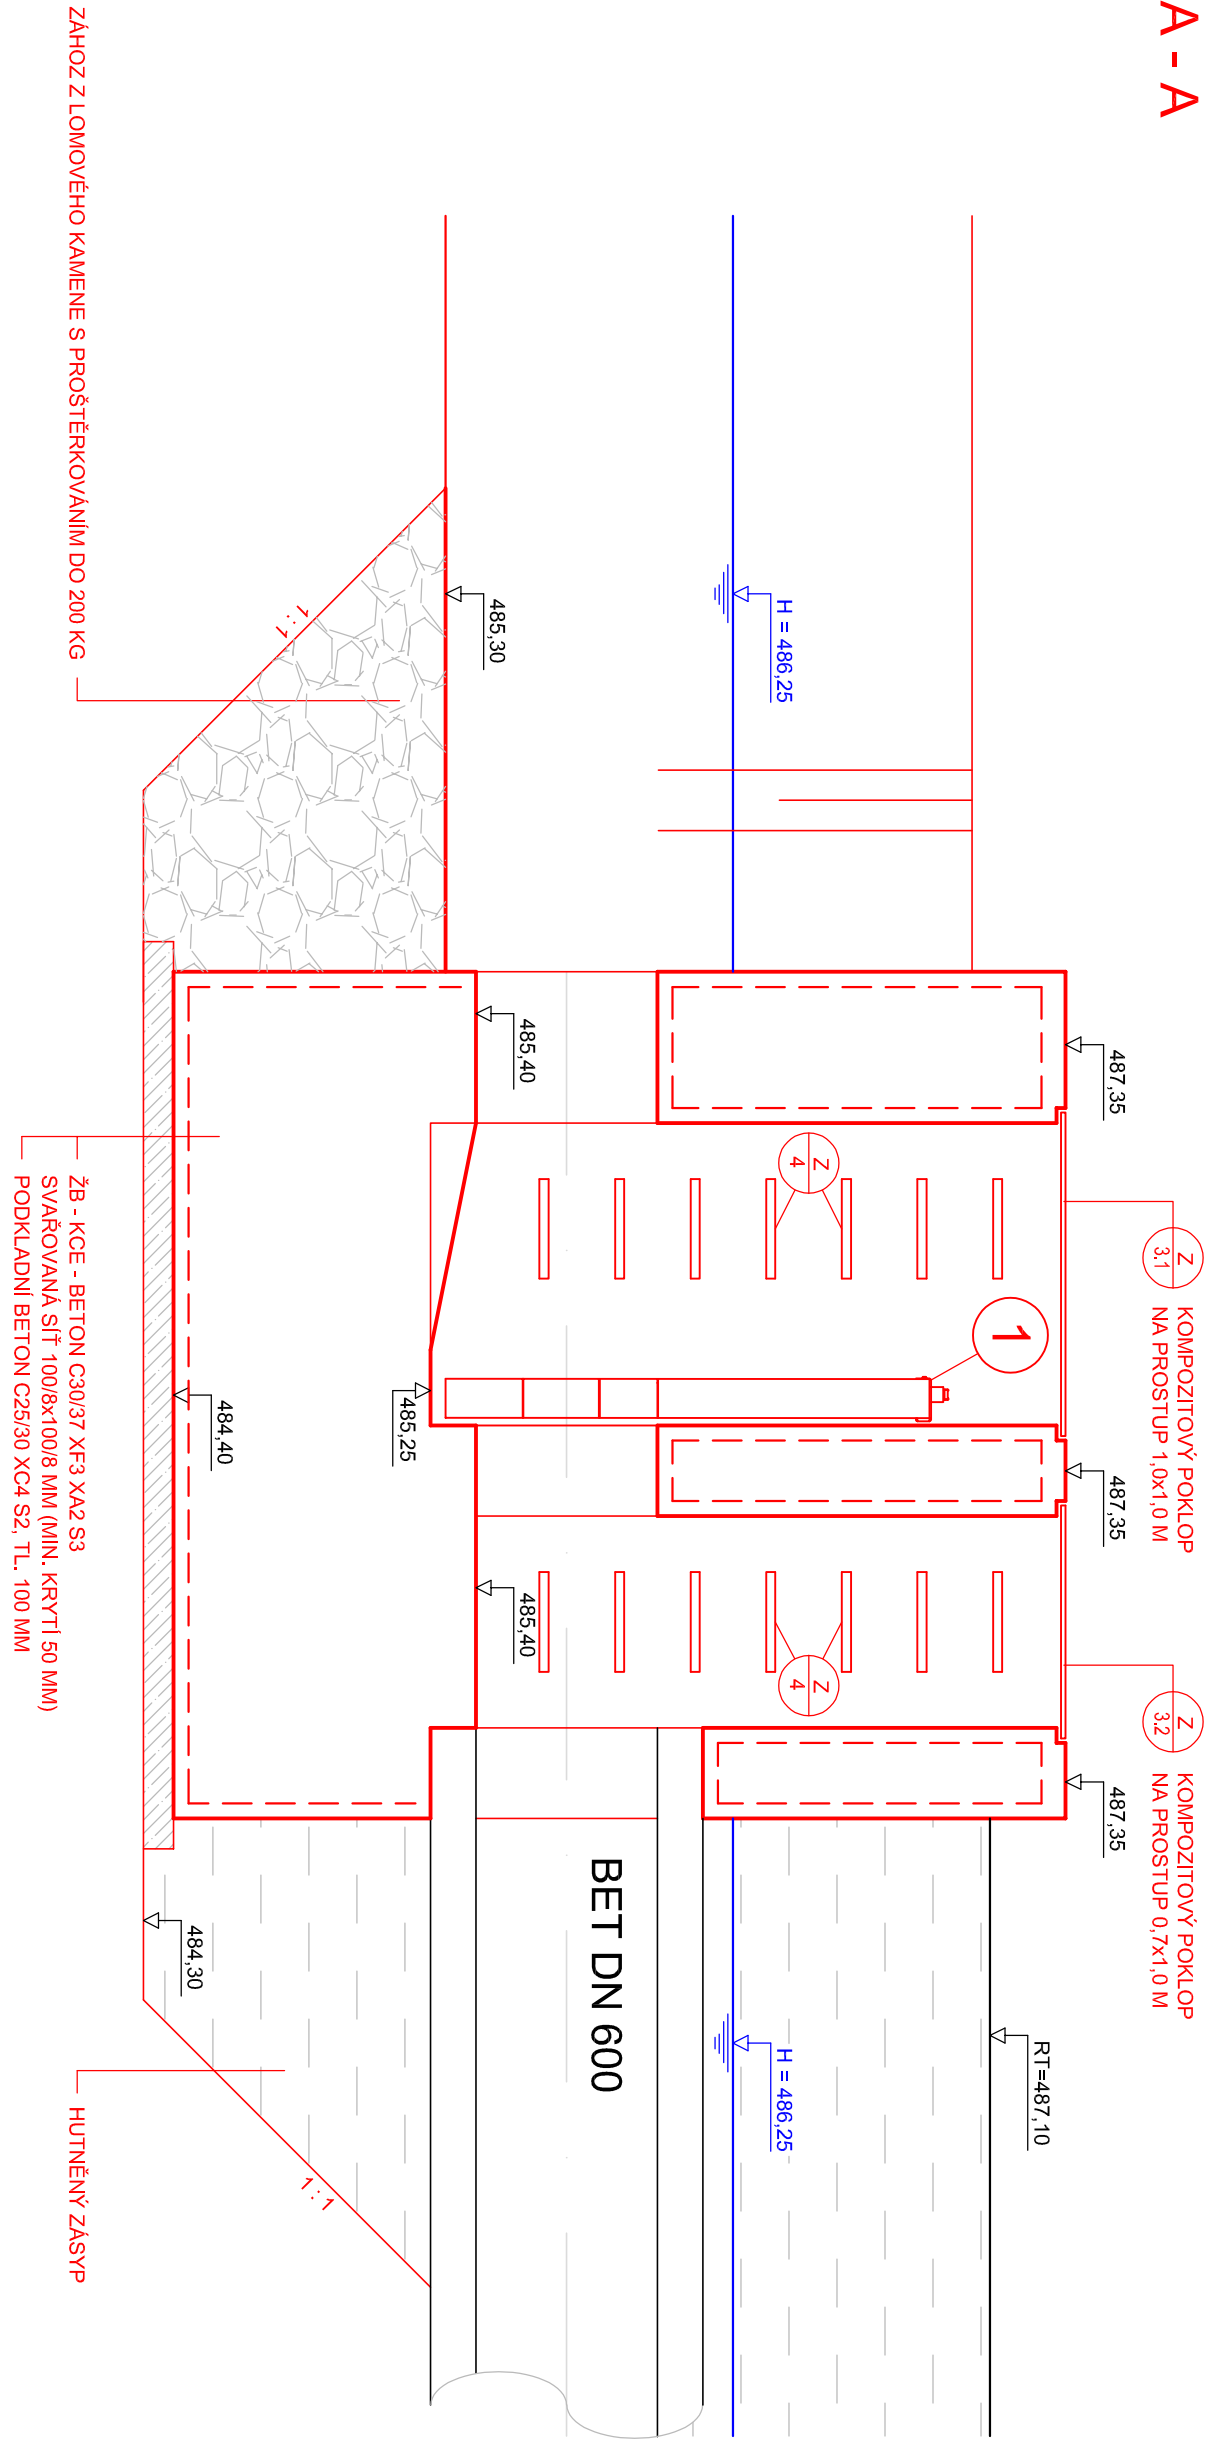 A - A
487,35
487,35
487,35
Z
3.1
KOMPOZITOVÝ POKLOP
NA PROSTUP 1,0x1,0 M
Z
3.2
KOMPOZITOVÝ POKLOP
NA PROSTUP 0,7x1,0 M
RT=487,10
1
H = 486,25
H = 486,25
Z
4
Z
4
BET DN 600
485,30
485,40
485,40
485,25
484,40
484,30
1:1
1:1
ZÁHOZ Z LOMOVÉHO KAMENE S PROŠTĚRKOVÁNÍM DO 200 KG
ŽB - KCE - BETON C30/37 XF3 XA2 S3
SVAŘOVANÁ SÍŤ 100/8x100/8 MM (MIN. KRYTÍ 50 MM)
PODKLADNÍ BETON C25/30 XC4 S2, TL. 100 MM
HUTNĚNÝ ZÁSYP